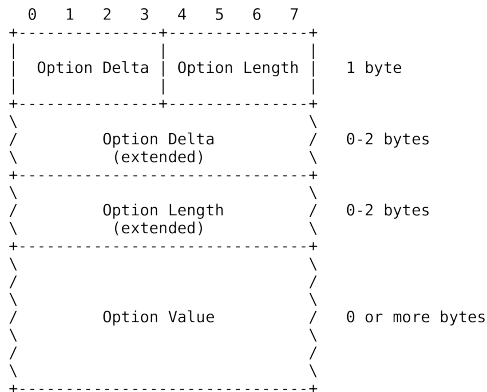 0 1 2 3 4 5 6 7
Option Delta Option Length 1 byte
Option Delta 0-2 bytes
(extended)
Option Length 0-2 bytes
(extended)
Option Value 0 or more bytes